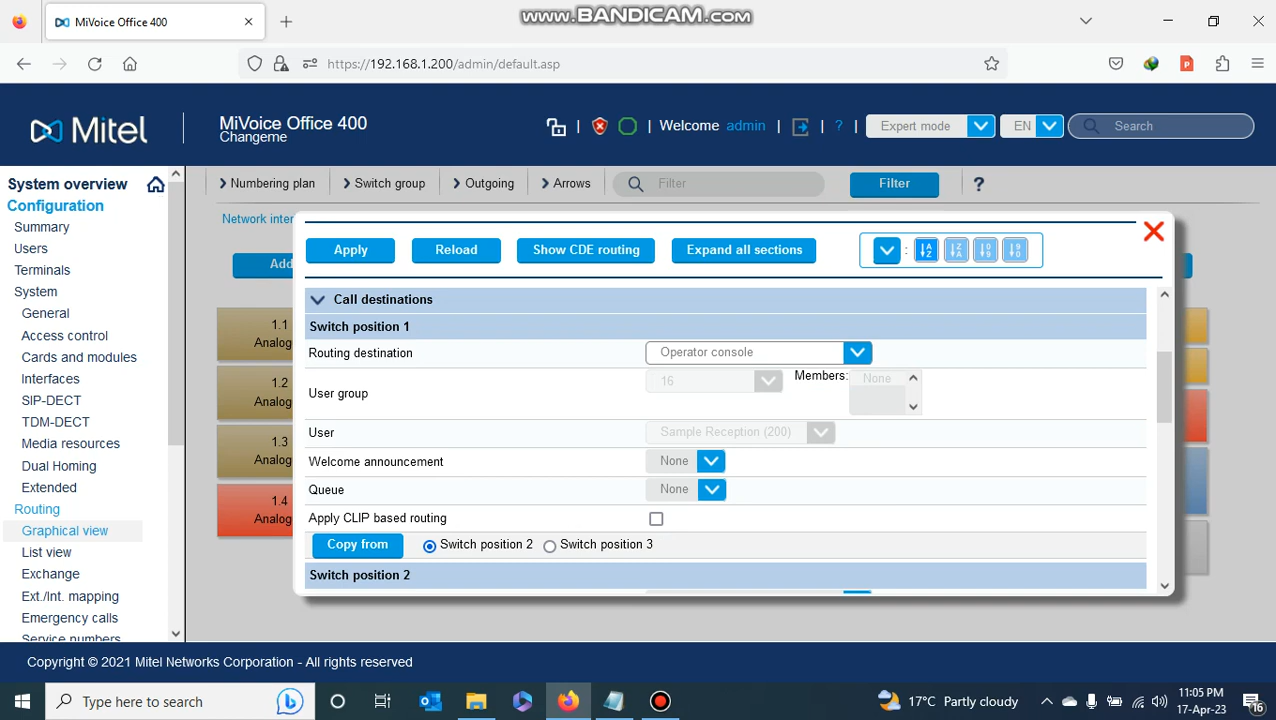 MiVoice Office 400
www.BANDICAM.com
https://192.168.1.200/admin/default.asp
Mitel
MiVoice Office 400
Changeme
Welcome admin
?
Expert mode
EN
Search
System overview
Configuration
Summary
Users
Terminals
System
General
Access control
Cards and modules
Interfaces
SIP-DECT
TDM-DECT
Media resources
Dual Homing
Extended
Routing
Graphical view
List view
Exchange
Ext./Int. mapping
Emergency calls
Service numbers
Numbering plan
Switch group
Outgoing
Arrows
Filter
Filter
?
Network inter
Add
1.1
Analog
1.2
Analog
1.3
Analog
1.4
Analog
Apply
Reload
Show CDE routing
Expand all sections
:
A Z
Z A
0 9
9 0
Call destinations
Switch position 1
Routing destination
Operator console
User group
16
Members:
None
User
Sample Reception (200)
Welcome announcement
None
Queue
None
Apply CLIP based routing
Copy from
Switch position 2
Switch position 3
Switch position 2
Copyright © 2021 Mitel Networks Corporation - All rights reserved
Type here to search
17°C Partly cloudy
11:05 PM
17-Apr-23
16